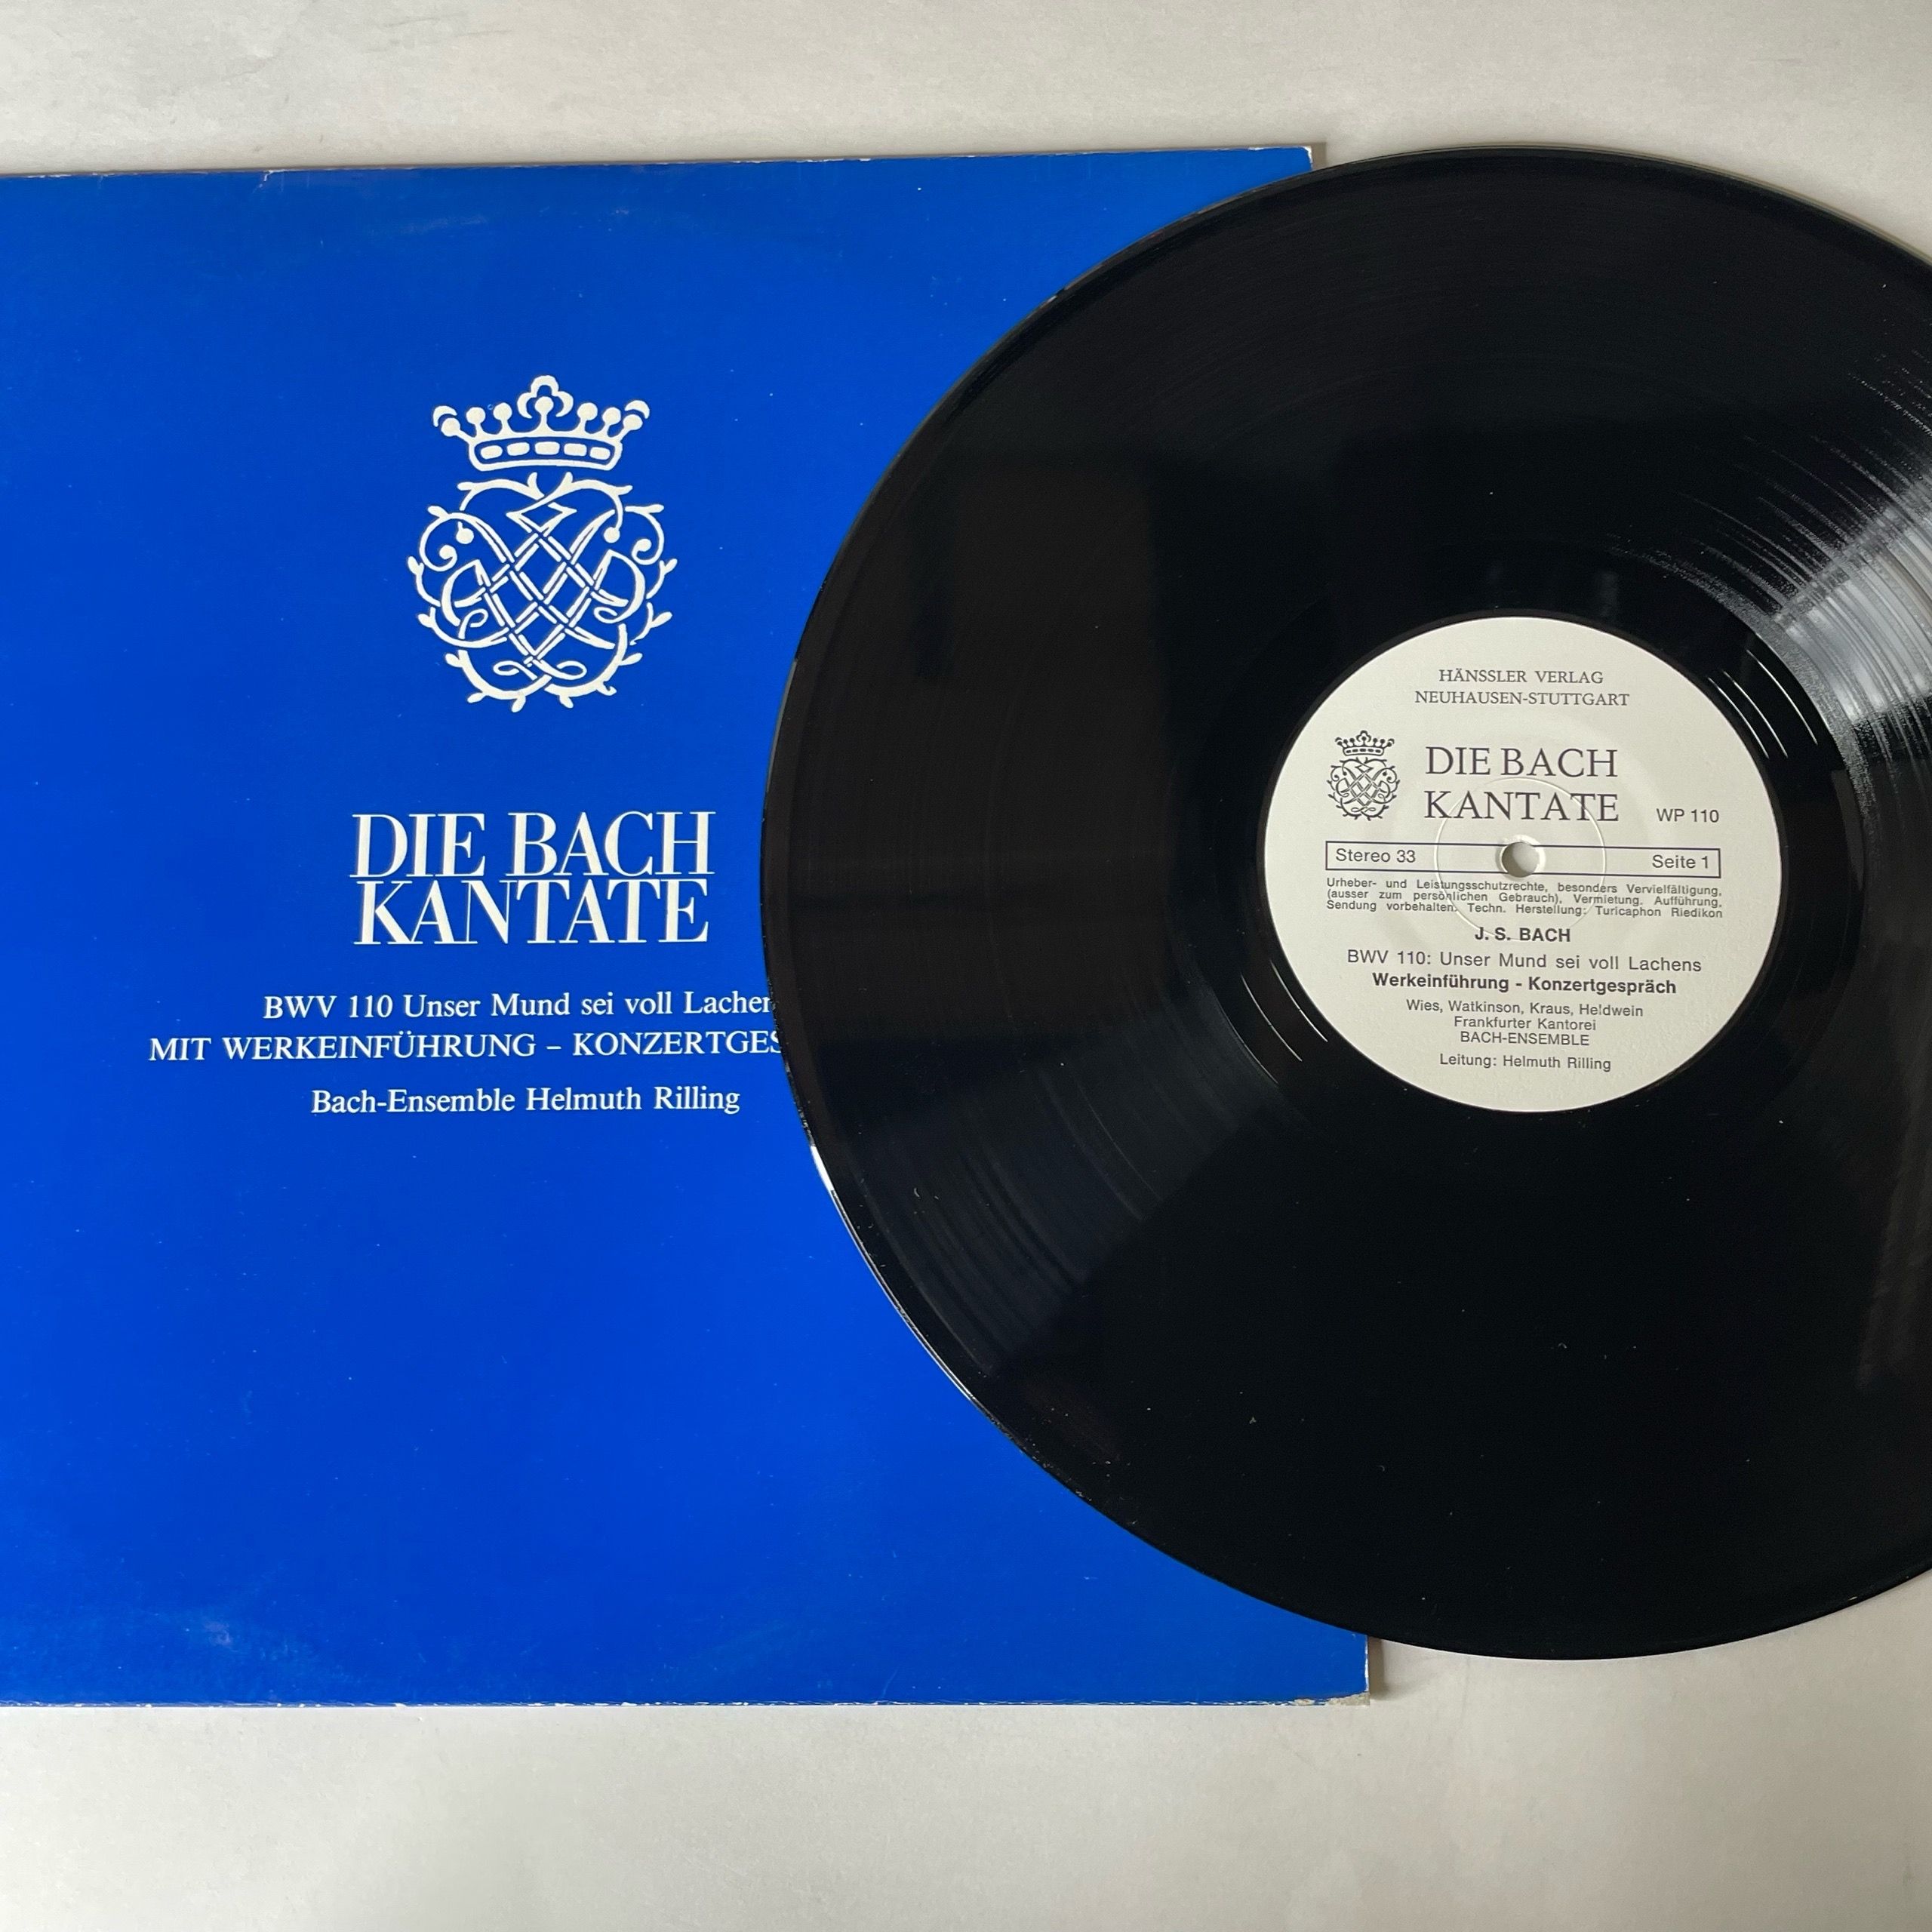 DIE BACH
KANTATE
BWV 110 Unser Mund sei voll Lachen
MIT WERKEINFÜHRUNG – KONZERTGES
Bach-Ensemble Helmuth Rilling
HÄNSSLER VERLAG
NEUHAUSEN-STUTTGART
DIE BACH
KANTATE
WP 110
Stereo 33
Seite 1
Urheber- und Leistungsschutzrechte, besonders Vervielfältigung,
(ausser zum persönlichen Gebrauch), Vermietung, Aufführung,
Sendung vorbehalten. Techn. Herstellung: Turicaphon Riedikon
J. S. BACH
BWV 110: Unser Mund sei voll Lachens
Werkeinführung - Konzertgespräch
Wies, Watkinson, Kraus, Heldwein
Frankfurter Kantorei
BACH-ENSEMBLE
Leitung: Helmuth Rilling